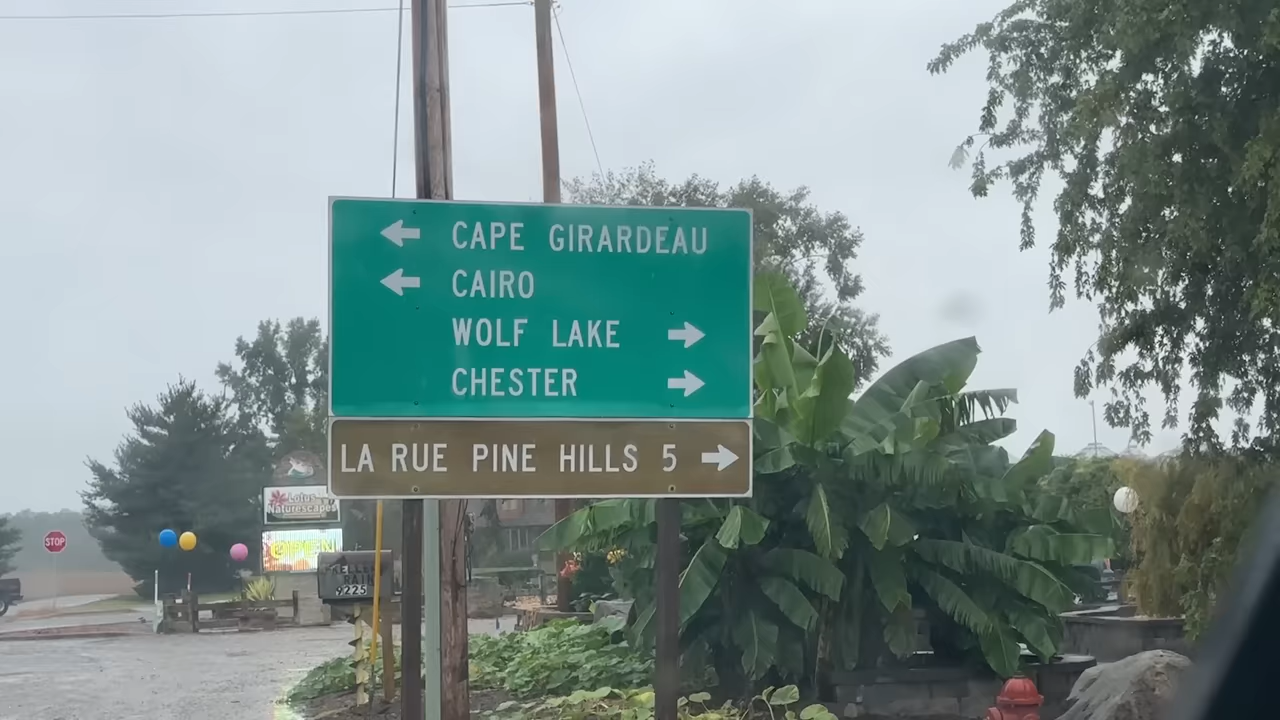 CAPE GIRARDEAU
CAIRO
WOLF LAKE
CHESTER
LA RUE PINE HILLS 5
Lotus
Naturescapes
OPEN
STOP
9225